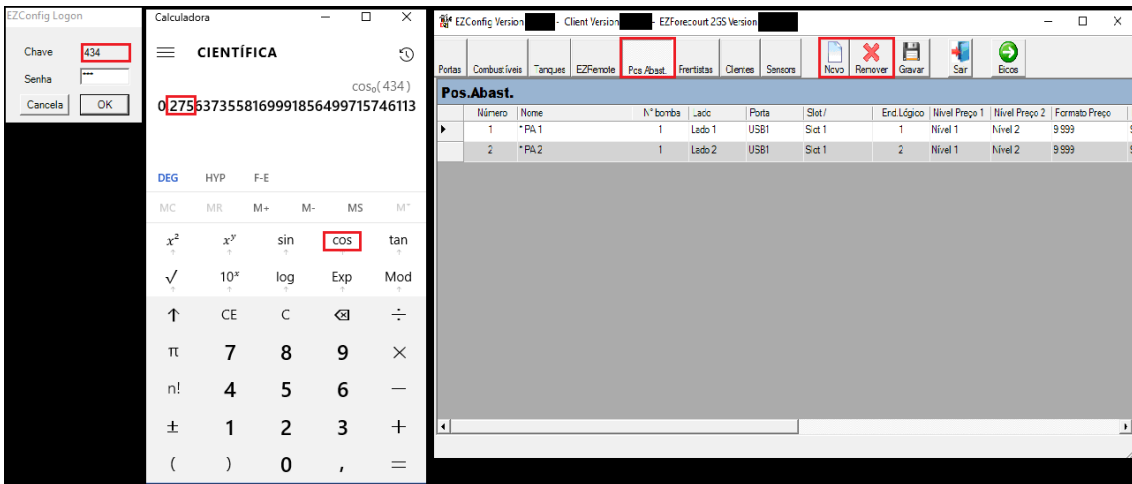 EZConfig Logon
Chave 434
Senha ***
Cancela OK
Calculadora
CIENTÍFICA
cos₀(434)
0,2756373558169991856499715746113
DEG HYP F-E
MC MR M+ M- MS M˅
x² xʸ sin cos tan
√ 10ˣ log Exp Mod
↑ CE C ⌫ ÷
π 7 8 9 ×
n! 4 5 6 —
± 1 2 3 +
( ) 0 , =
EZConfig Version - Client Version - EZForecourt 2GS Version
Portas Combustíveis Tanques EZRemote Pos.Abast. Frentistas Clientes Sensors Novo Remover Gravar Sair Bicos
Pos.Abast.
Número Nome N° bomba Lado Porta Slot / End.Lógico Nível Preço 1 Nível Preço 2 Formato Preço
1 * PA 1 1 Lado 1 USB1 Slot 1 1 Nível 1 Nível 2 9.999
2 * PA 2 1 Lado 2 USB1 Slot 1 2 Nível 1 Nível 2 9.999